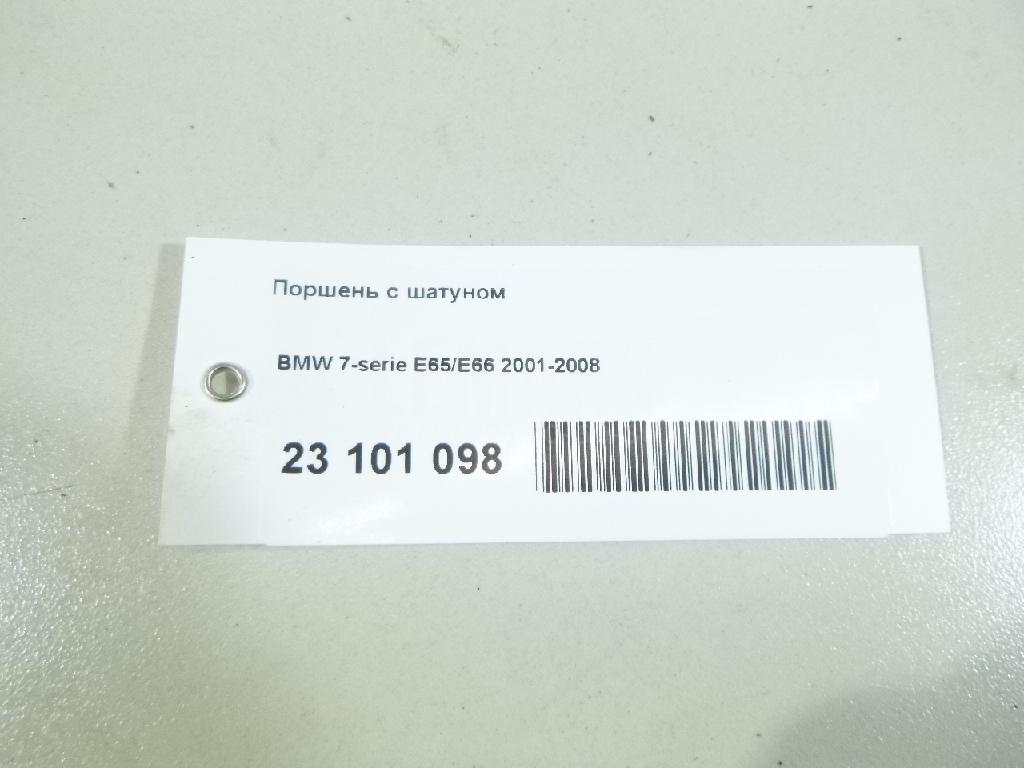 Поршень с шатуном
BMW 7-serie E65/E66 2001-2008
23 101 098